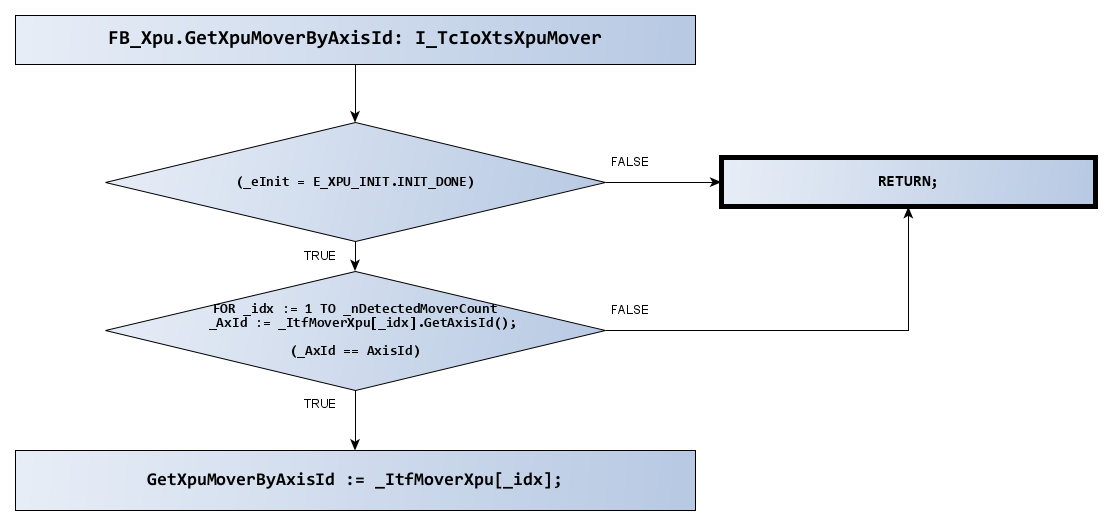 FB_Xpu.GetXpuMoverByAxisId: I_TcIoXtsXpuMover
(_eInit = E_XPU_INIT.INIT_DONE)
FALSE
RETURN;
TRUE
FOR _idx := 1 TO _nDetectedMoverCount
_AxId := _ItfMoverXpu[_idx].GetAxisId();
(_AxId == AxisId)
FALSE
TRUE
GetXpuMoverByAxisId := _ItfMoverXpu[_idx];